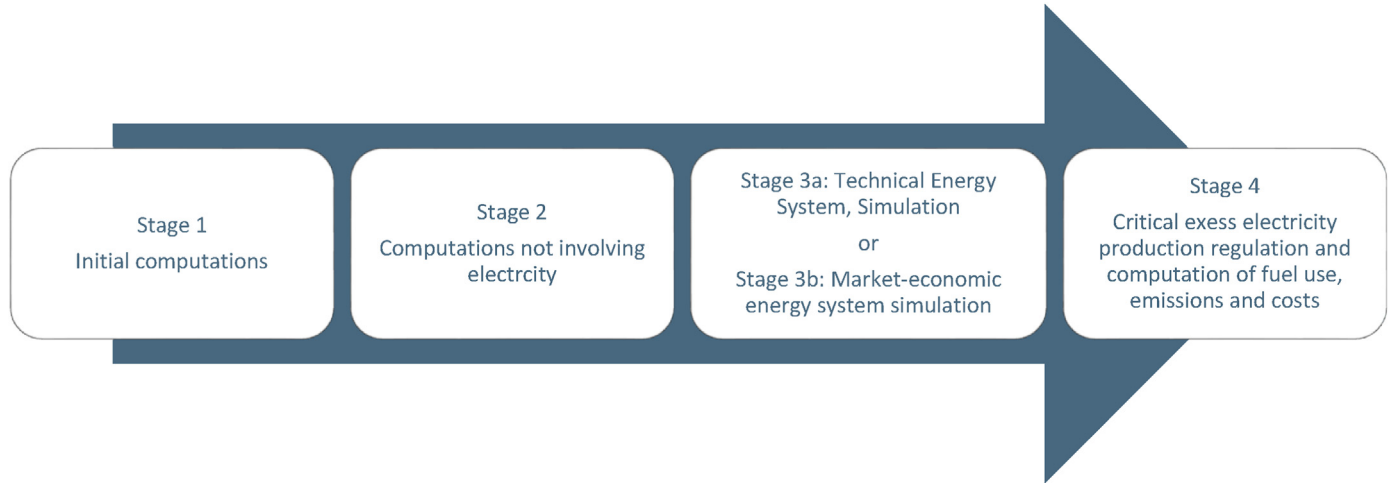 Stage 1
Initial computations
Stage 2
Computations not involving
electrcity
Stage 3a: Technical Energy
System, Simulation
or
Stage 3b: Market-economic
energy system simulation
Stage 4
Critical exess electricity
production regulation and
computation of fuel use,
emissions and costs